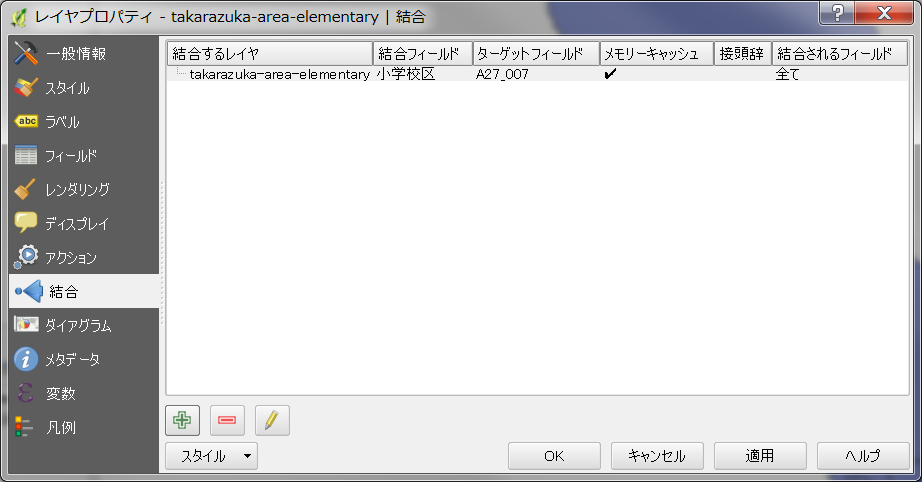 レイヤプロパティ - takarazuka-area-elementary | 結合
一般情報
スタイル
abc ラベル
フィールド
レンダリング
ディスプレイ
アクション
結合
ダイアグラム
メタデータ
変数
凡例
結合するレイヤ 結合フィールド ターゲットフィールド メモリーキャッシュ 接頭辞 結合されるフィールド
takarazuka-area-elementary 小学校区 A27_007 ✔ 全て
スタイル OK キャンセル 適用 ヘルプ